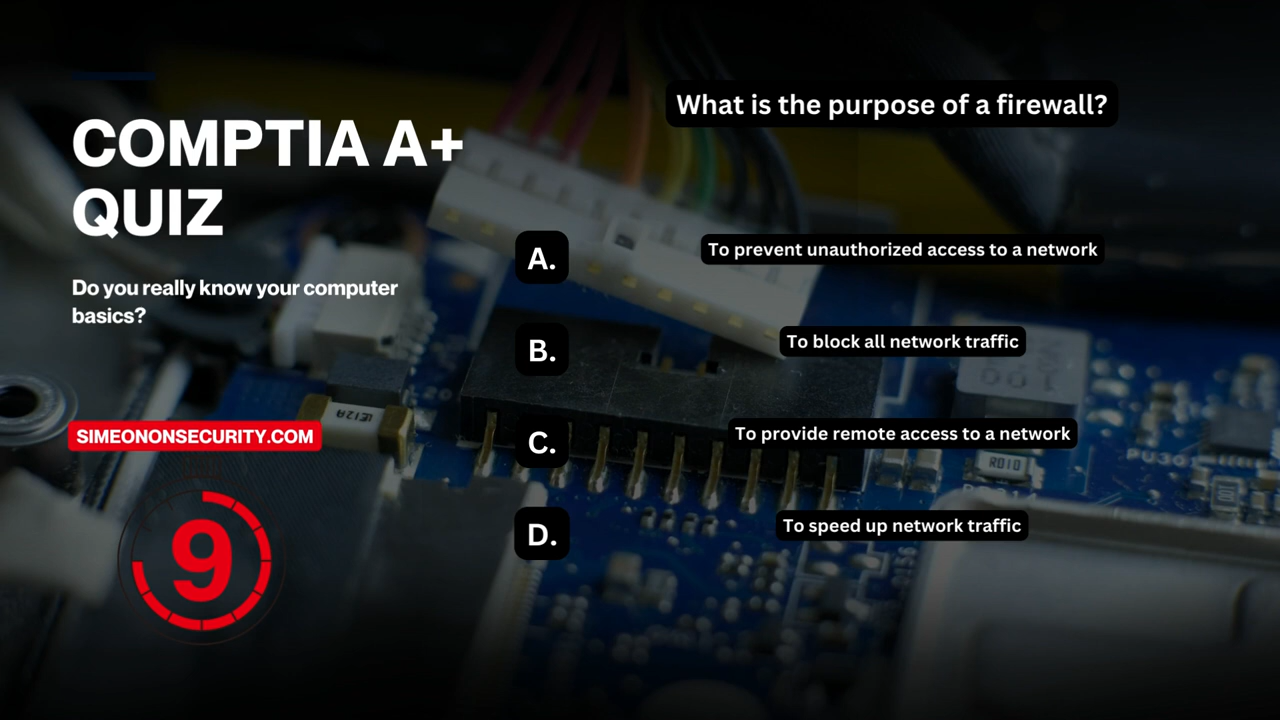 COMPTIA A+
QUIZ
Do you really know your computer
basics?
SIMEONONSECURITY.COM
9
What is the purpose of a firewall?
A.
To prevent unauthorized access to a network
B.
To block all network traffic
C.
To provide remote access to a network
D.
To speed up network traffic